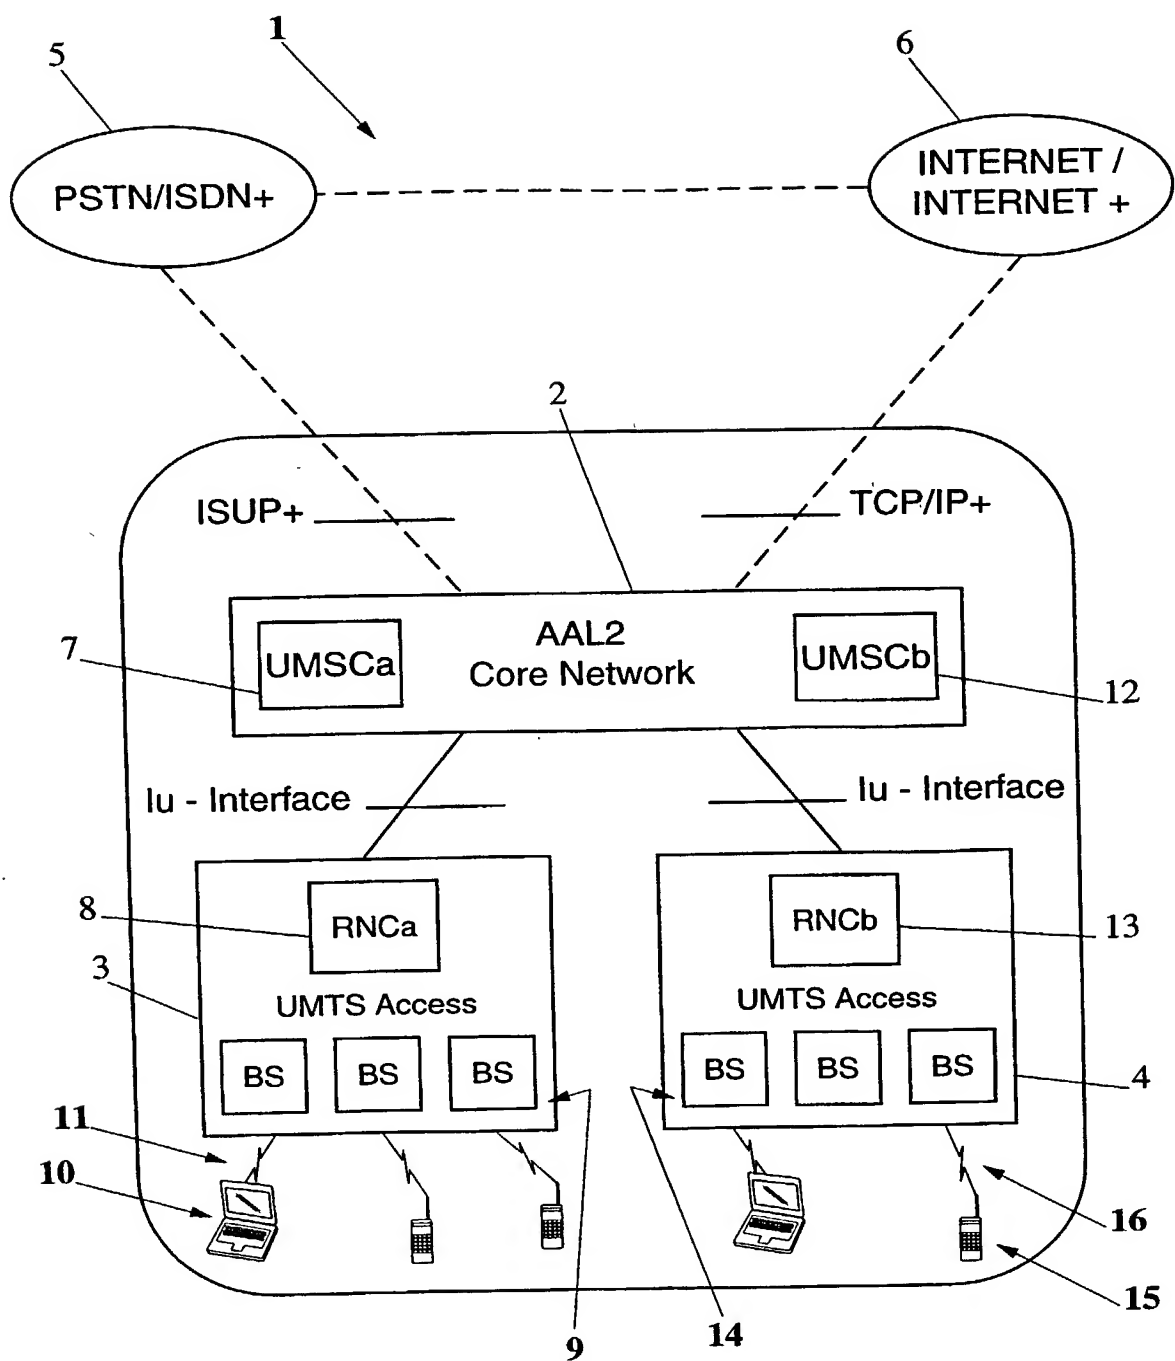 1
5
6
PSTN/ISDN+
INTERNET /
INTERNET +
2
ISUP+
TCP/IP+
7
UMSCa
AAL2
Core Network
UMSCb
12
Iu - Interface
Iu - Interface
8
RNCa
RNCb
13
3
UMTS Access
UMTS Access
BS
BS
BS
BS
BS
BS
4
11
10
16
15
9
14